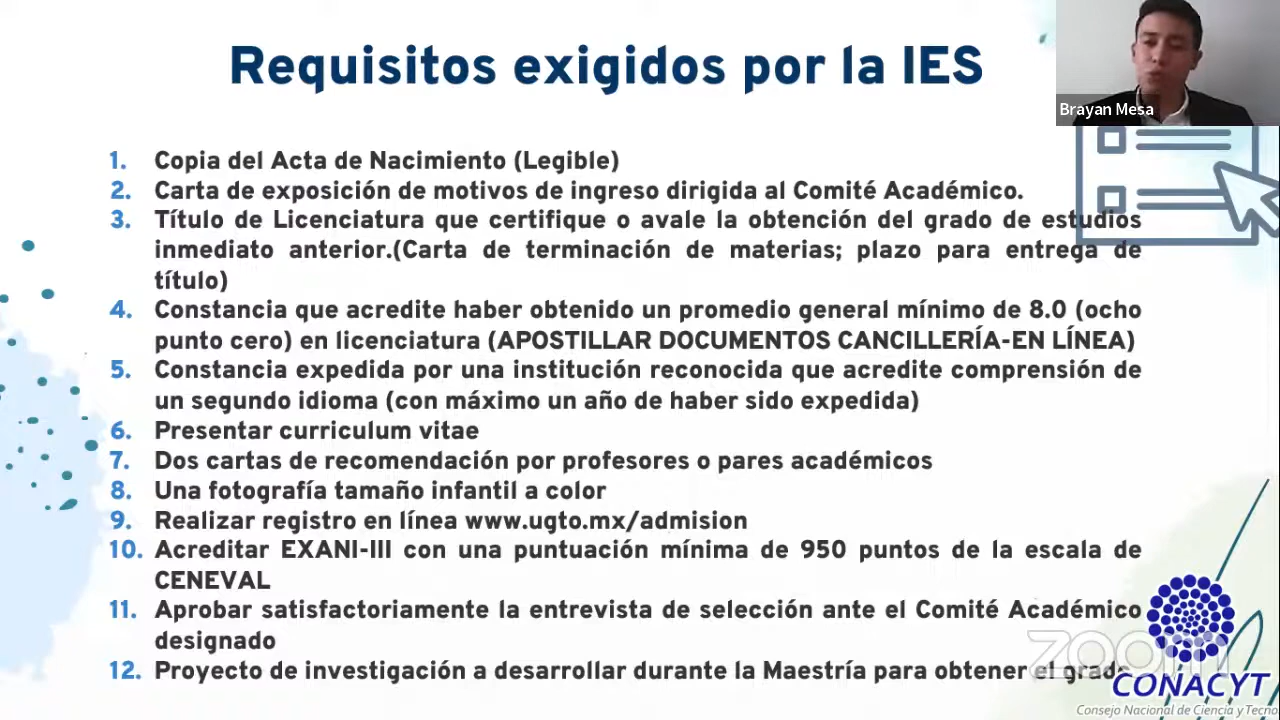 Requisitos exigidos por la IES
Brayan Mesa
1. Copia del Acta de Nacimiento (Legible)
2. Carta de exposición de motivos de ingreso dirigida al Comité Académico.
3. Título de Licenciatura que certifique o avale la obtención del grado de estudios
inmediato anterior.(Carta de terminación de materias; plazo para entrega de
título)
4. Constancia que acredite haber obtenido un promedio general mínimo de 8.0 (ocho
punto cero) en licenciatura (APOSTILLAR DOCUMENTOS CANCILLERÍA-EN LÍNEA)
5. Constancia expedida por una institución reconocida que acredite comprensión de
un segundo idioma (con máximo un año de haber sido expedida)
6. Presentar curriculum vitae
7. Dos cartas de recomendación por profesores o pares académicos
8. Una fotografía tamaño infantil a color
9. Realizar registro en línea www.ugto.mx/admision
10. Acreditar EXANI-III con una puntuación mínima de 950 puntos de la escala de
CENEVAL
11. Aprobar satisfactoriamente la entrevista de selección ante el Comité Académico
designado
12. Proyecto de investigación a desarrollar durante la Maestría para obtener el grado
zoom
CONACYT
Consejo Nacional de Ciencia y Tecno